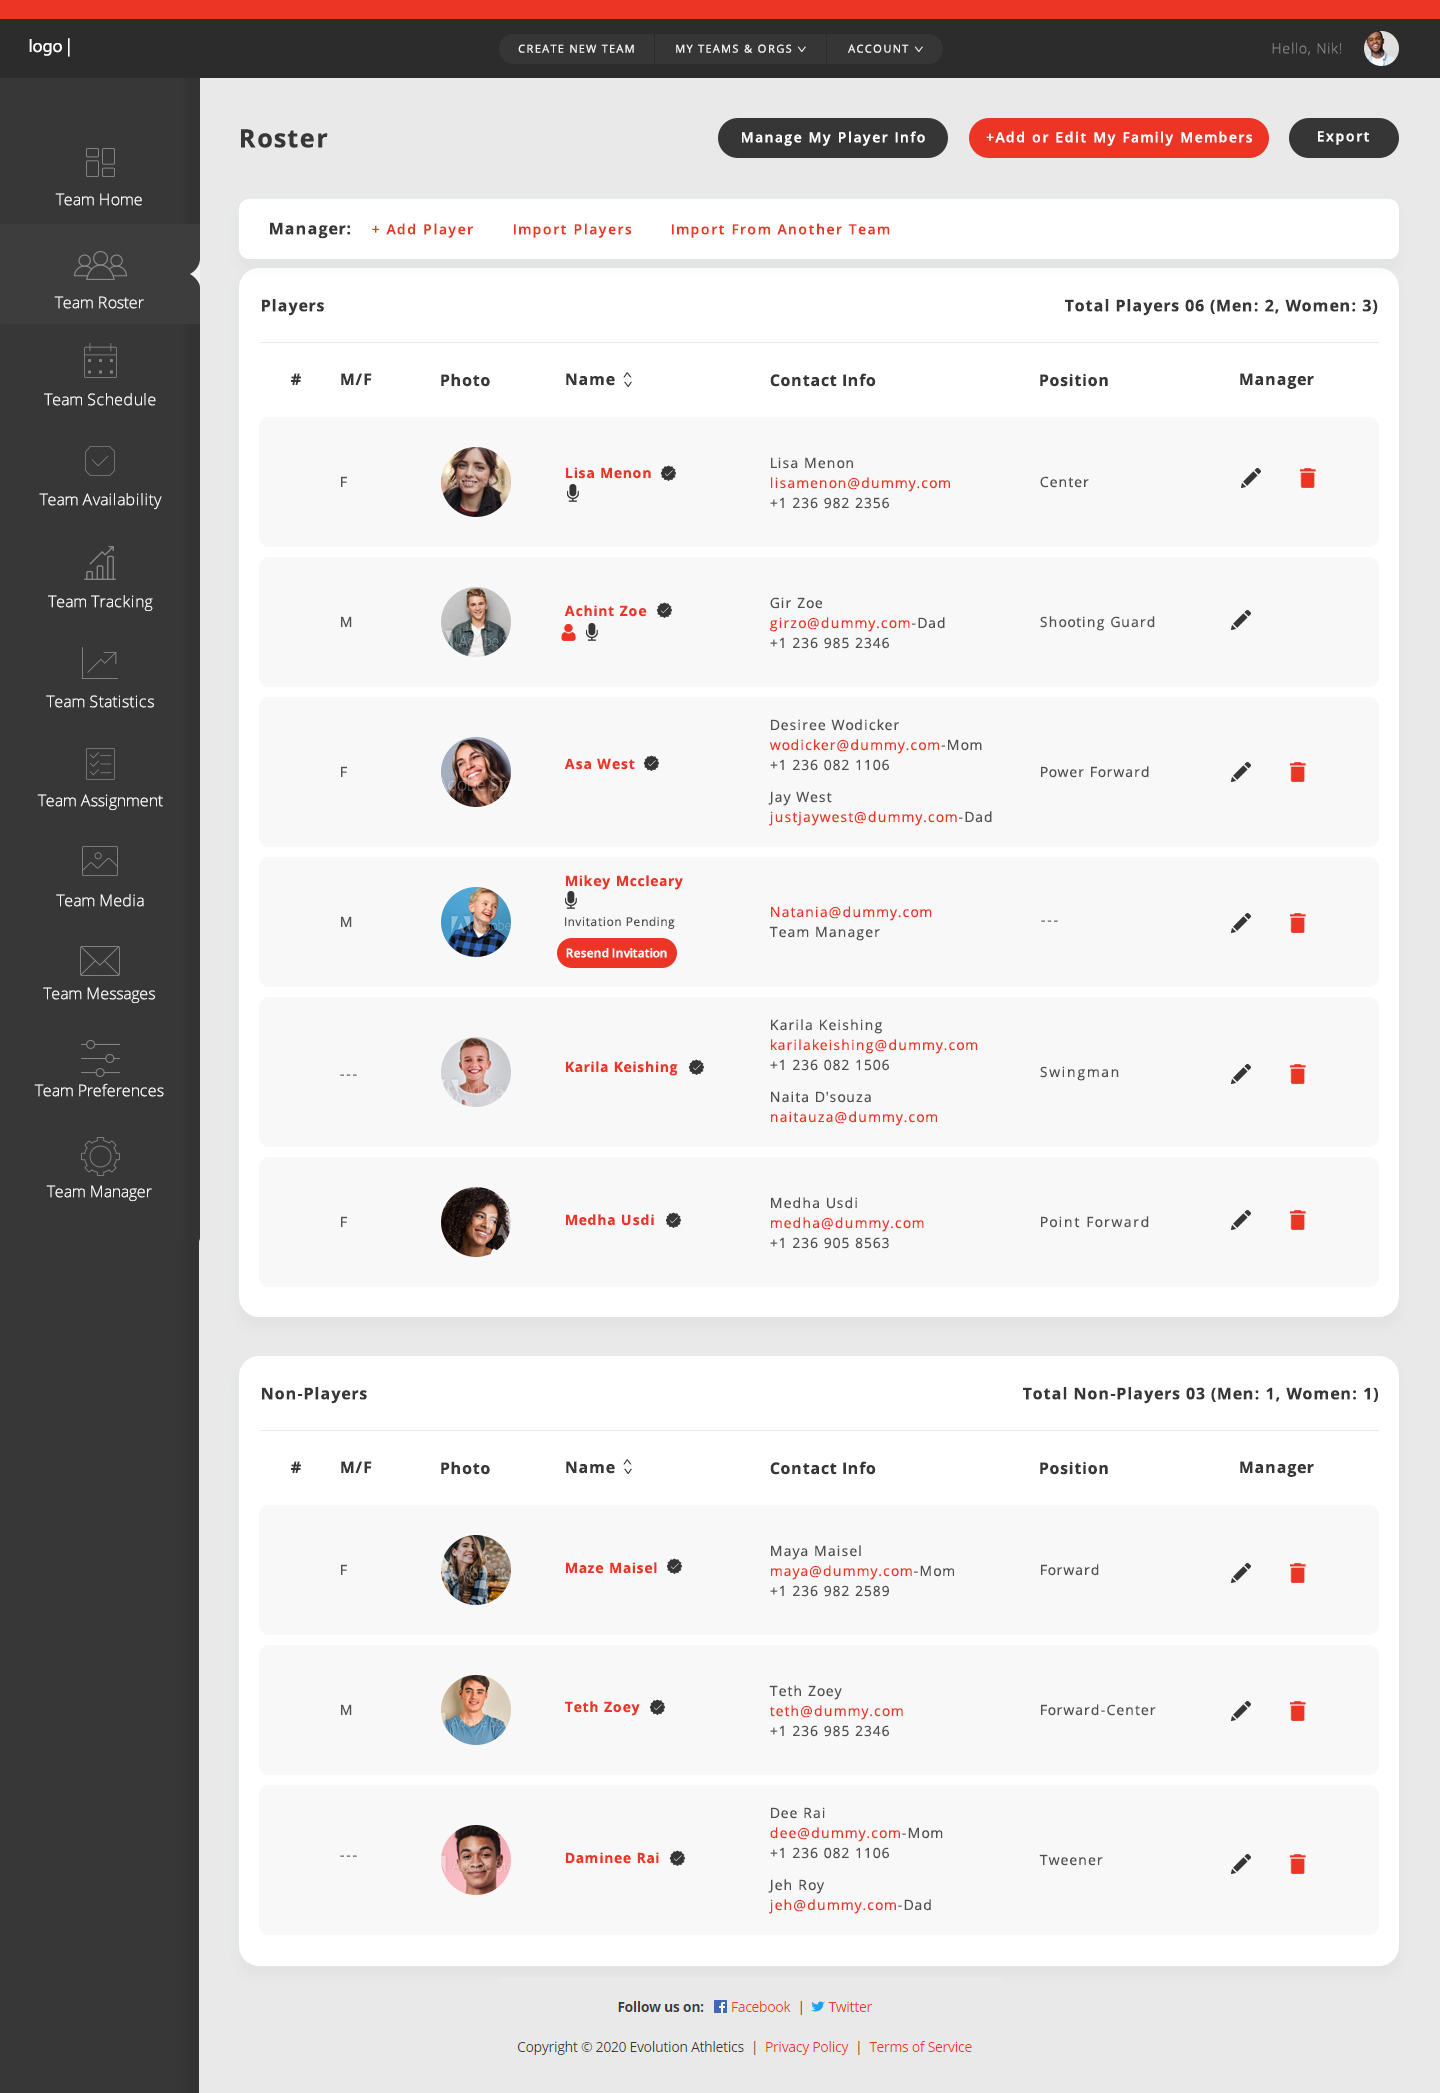 logo |
CREATE NEW TEAM
MY TEAMS & ORGS
ACCOUNT
Hello, Nik!
Team Home
Team Roster
Team Schedule
Team Availability
Team Tracking
Team Statistics
Team Assignment
Team Media
Team Messages
Team Preferences
Team Manager
Roster
Manage My Player Info
+Add or Edit My Family Members
Export
Manager:
+ Add Player
Import Players
Import From Another Team
Players
Total Players 06 (Men: 2, Women: 3)
# M/F Photo Name Contact Info Position Manager
F
Lisa Menon
Lisa Menon
lisamenon@dummy.com
+1 236 982 2356
Center
M
Achint Zoe
Gir Zoe
girzo@dummy.com-Dad
+1 236 985 2346
Shooting Guard
F
Asa West
Desiree Wodicker
wodicker@dummy.com-Mom
+1 236 082 1106
Jay West
justjaywest@dummy.com-Dad
Power Forward
M
Mikey Mccleary
Invitation Pending
Resend Invitation
Natania@dummy.com
Team Manager
---
---
Karila Keishing
Karila Keishing
karilakeishing@dummy.com
+1 236 082 1506
Naita D'souza
naitauza@dummy.com
Swingman
F
Medha Usdi
Medha Usdi
medha@dummy.com
+1 236 905 8563
Point Forward
Non-Players
Total Non-Players 03 (Men: 1, Women: 1)
# M/F Photo Name Contact Info Position Manager
F
Maze Maisel
Maya Maisel
maya@dummy.com-Mom
+1 236 982 2589
Forward
M
Teth Zoey
Teth Zoey
teth@dummy.com
+1 236 985 2346
Forward-Center
---
Daminee Rai
Dee Rai
dee@dummy.com-Mom
+1 236 082 1106
Jeh Roy
jeh@dummy.com-Dad
Tweener
Follow us on: Facebook | Twitter
Copyright © 2020 Evolution Athletics | Privacy Policy | Terms of Service